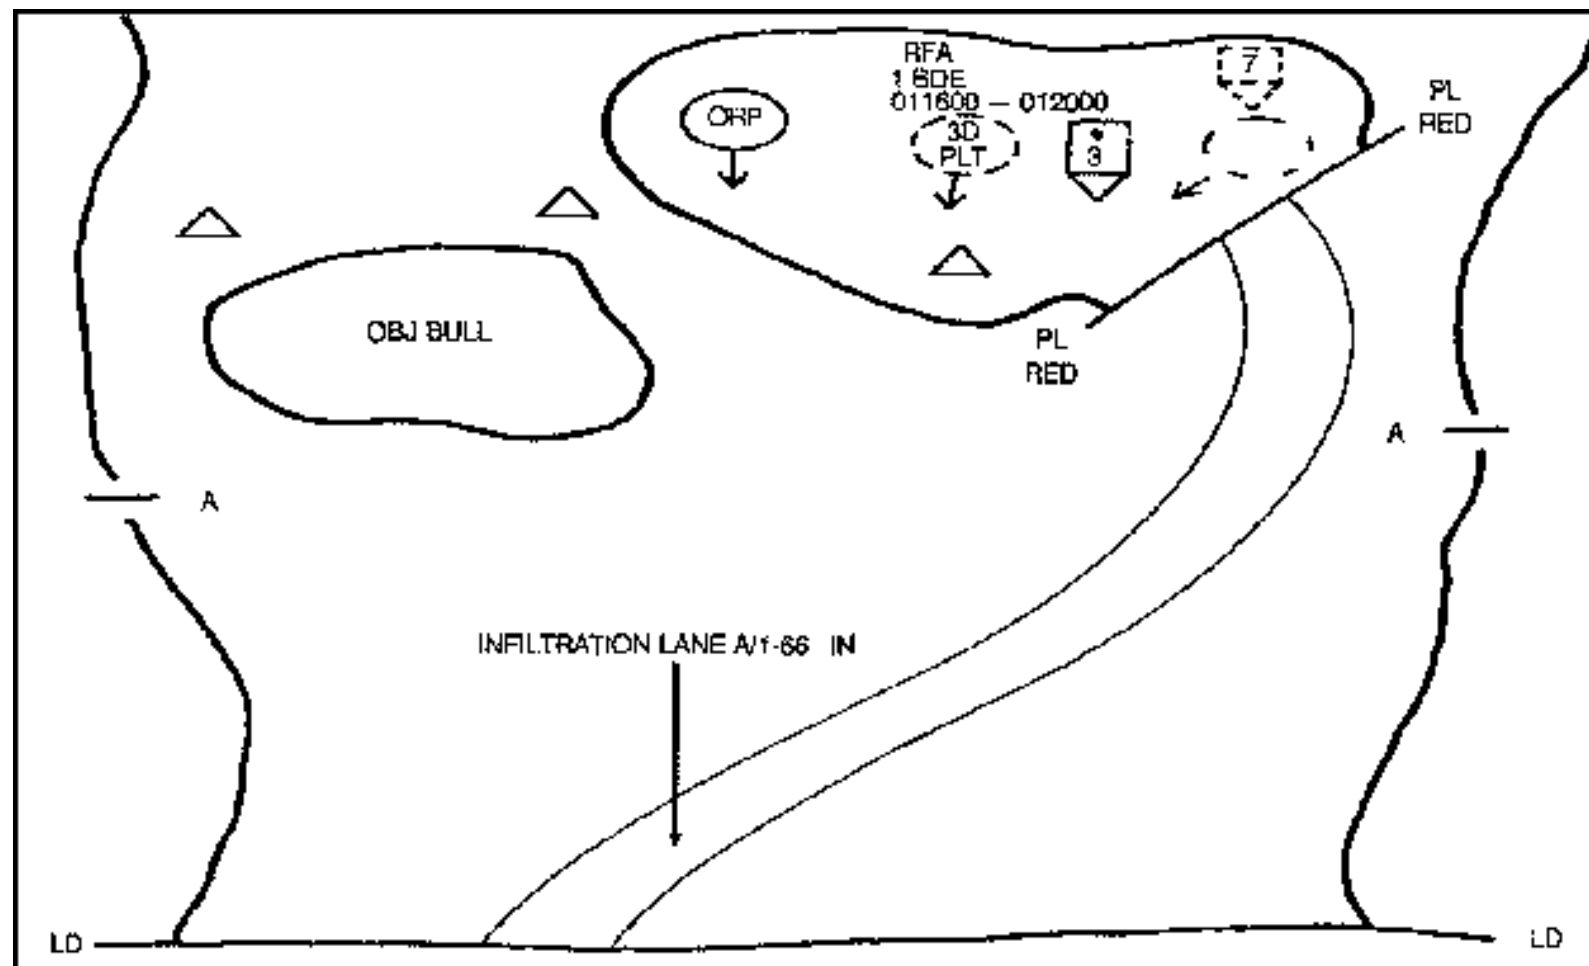 RFA
1 BDE
011600 — 012000
7
ORP
3D
PLT
3
PL
RED
OBJ BULL
PL
RED
A
A
INFILTRATION LANE A/1-66 IN
LD
LD